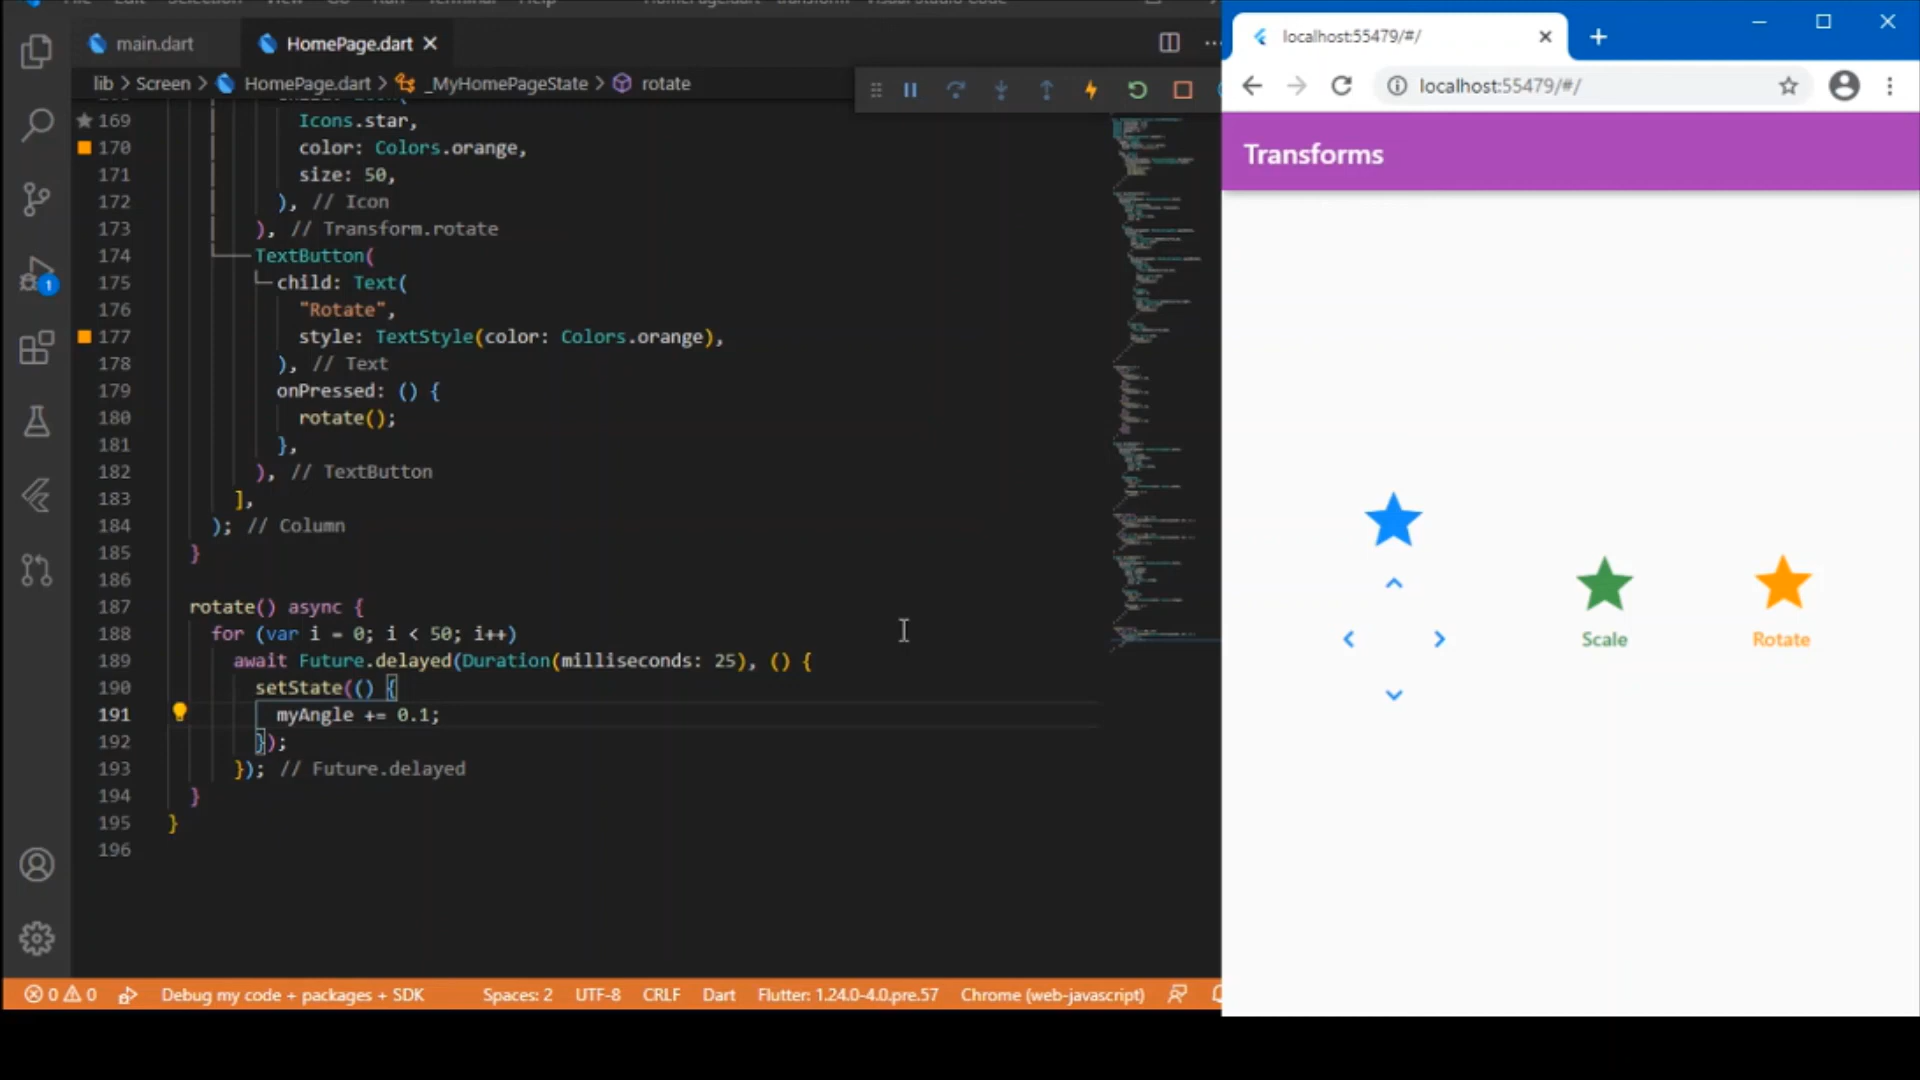 main.dart
HomePage.dart
lib > Screen > HomePage.dart > _MyHomePageState > rotate
169 Icons.star,
170 color: Colors.orange,
171 size: 50,
172 ), // Icon
173 ), // Transform.rotate
174 TextButton(
175 child: Text(
176 "Rotate",
177 style: TextStyle(color: Colors.orange),
178 ), // Text
179 onPressed: () {
180 rotate();
181 },
182 ), // TextButton
183 ],
184 ); // Column
185 }
186
187 rotate() async {
188 for (var i = 0; i < 50; i++)
189 await Future.delayed(Duration(milliseconds: 25), () {
190 setState(() {
191 myAngle += 0.1;
192 });
193 }); // Future.delayed
194 }
195 }
196
1
0 0 Debug my code + packages + SDK Spaces: 2 UTF-8 CRLF Dart Flutter: 1.24.0-4.0.pre.57 Chrome (web-javascript)
localhost:55479/#/
localhost:55479/#/
Transforms
Scale
Rotate